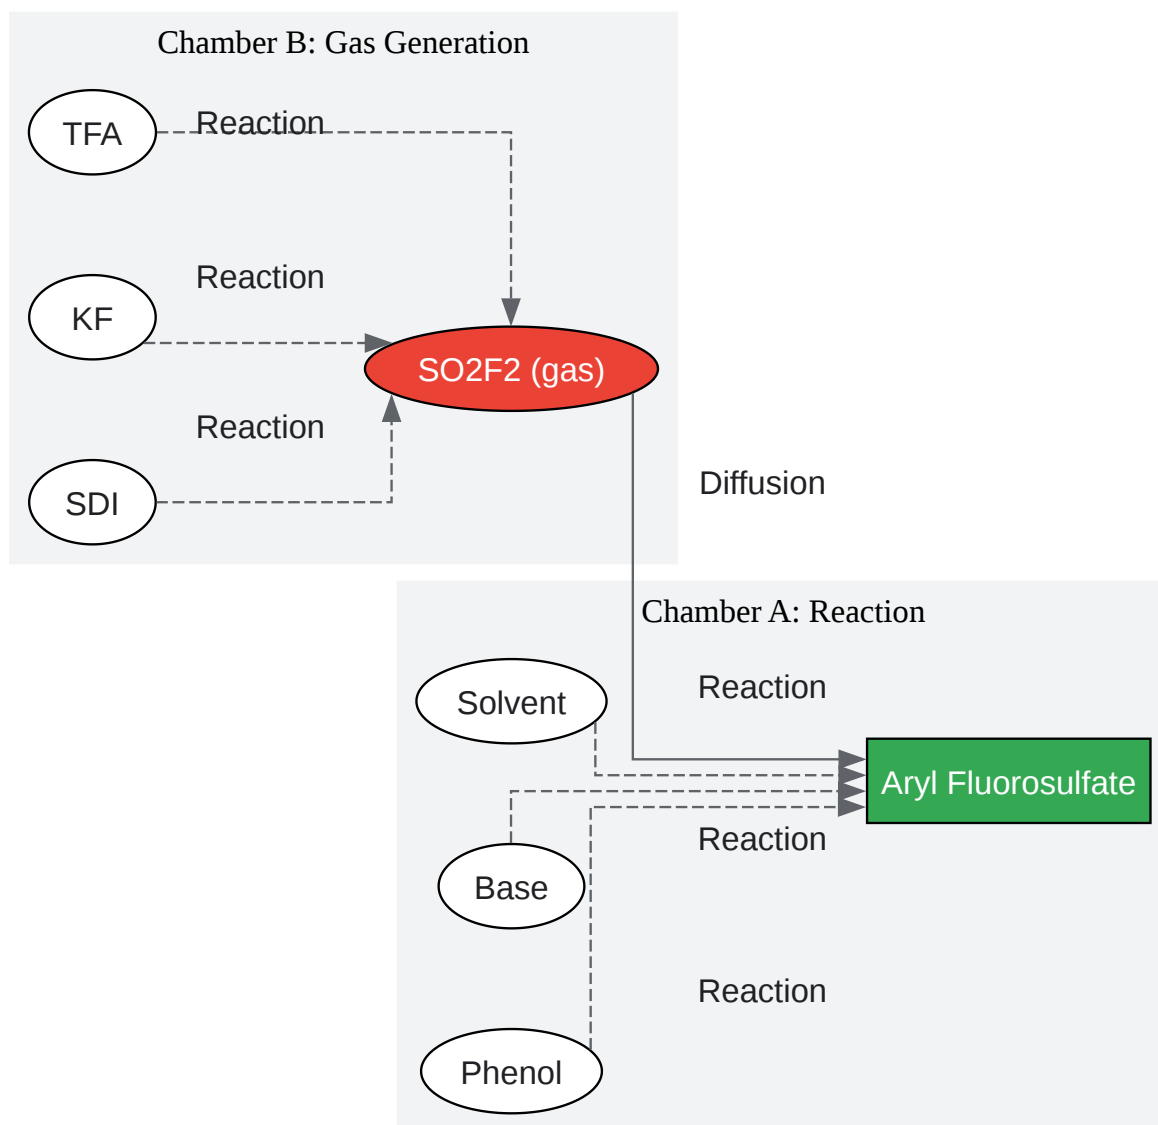 Chamber B: Gas Generation
TFA
Reaction
KF
Reaction
SO2F2 (gas)
Reaction
SDI
Diffusion
Chamber A: Reaction
Solvent
Reaction
Aryl Fluorosulfate
Reaction
Base
Reaction
Phenol